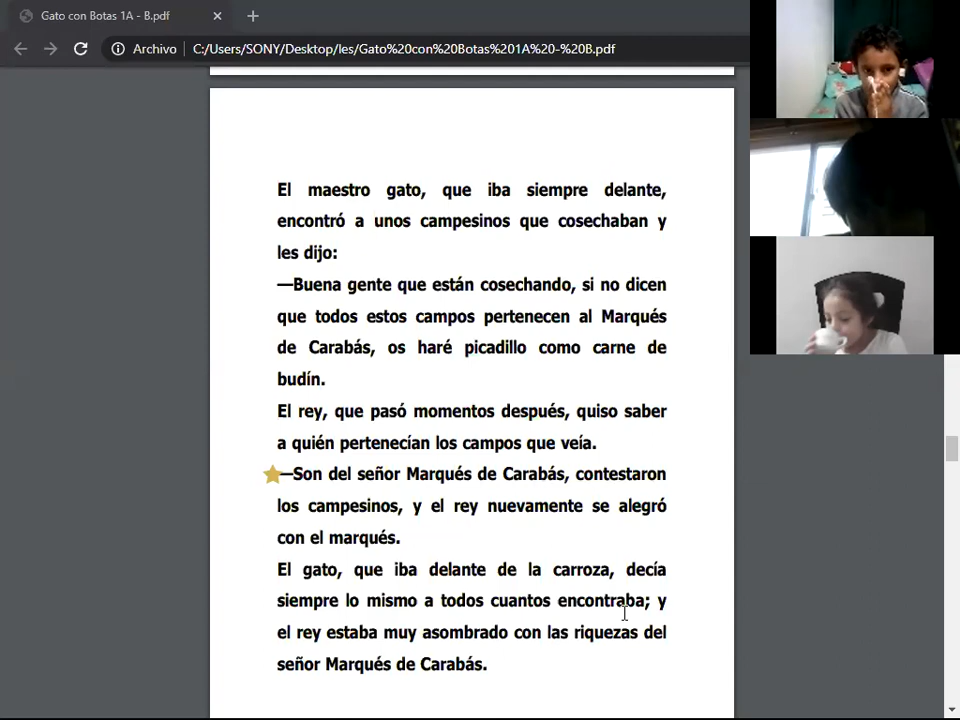 Gato con Botas 1A - B.pdf
Archivo
C:/Users/SONY/Desktop/les/Gato%20con%20Botas%201A%20-%20B.pdf
El maestro gato, que iba siempre delante,
encontró a unos campesinos que cosechaban y
les dijo:
—Buena gente que están cosechando, si no dicen
que todos estos campos pertenecen al Marqués
de Carabás, os haré picadillo como carne de
budín.
El rey, que pasó momentos después, quiso saber
a quién pertenecían los campos que veía.
—Son del señor Marqués de Carabás, contestaron
los campesinos, y el rey nuevamente se alegró
con el marqués.
El gato, que iba delante de la carroza, decía
siempre lo mismo a todos cuantos encontraba; y
el rey estaba muy asombrado con las riquezas del
señor Marqués de Carabás.